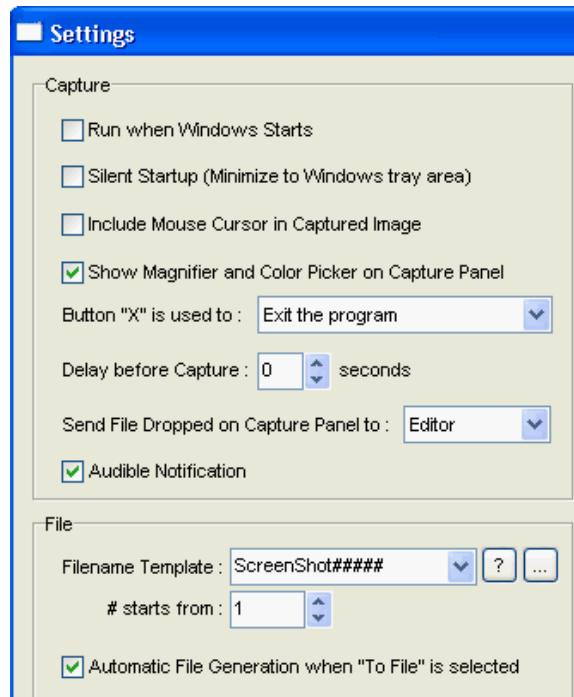 Settings
Capture
Run when Windows Starts
Silent Startup (Minimize to Windows tray area)
Include Mouse Cursor in Captured Image
Show Magnifier and Color Picker on Capture Panel
Button "X" is used to : Exit the program
Delay before Capture : 0 seconds
Send File Dropped on Capture Panel to : Editor
Audible Notification
File
Filename Template : ScreenShot##### ? ...
# starts from : 1
Automatic File Generation when "To File" is selected